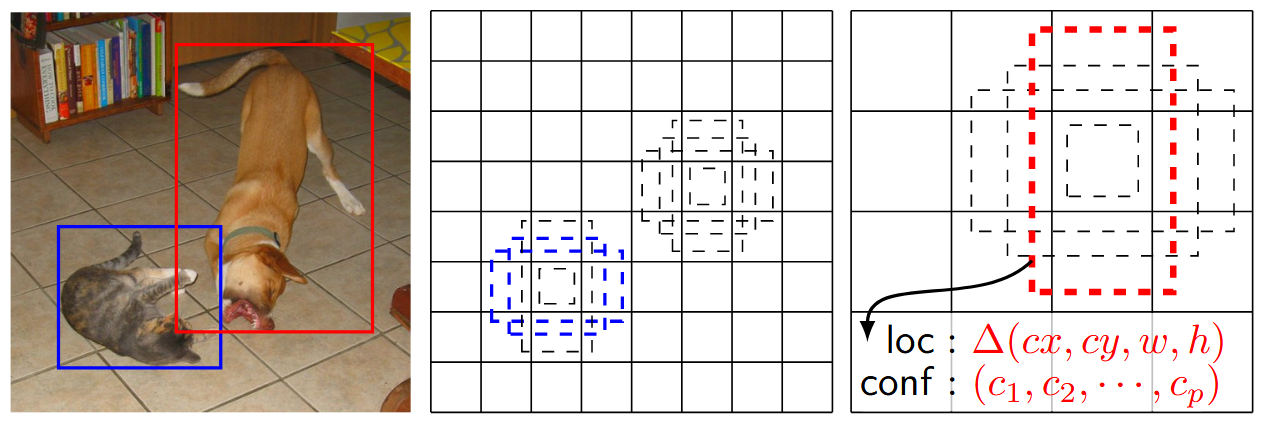 loc : Δ(cx, cy, w, h)
conf : (c₁, c₂, ⋯, cₚ)